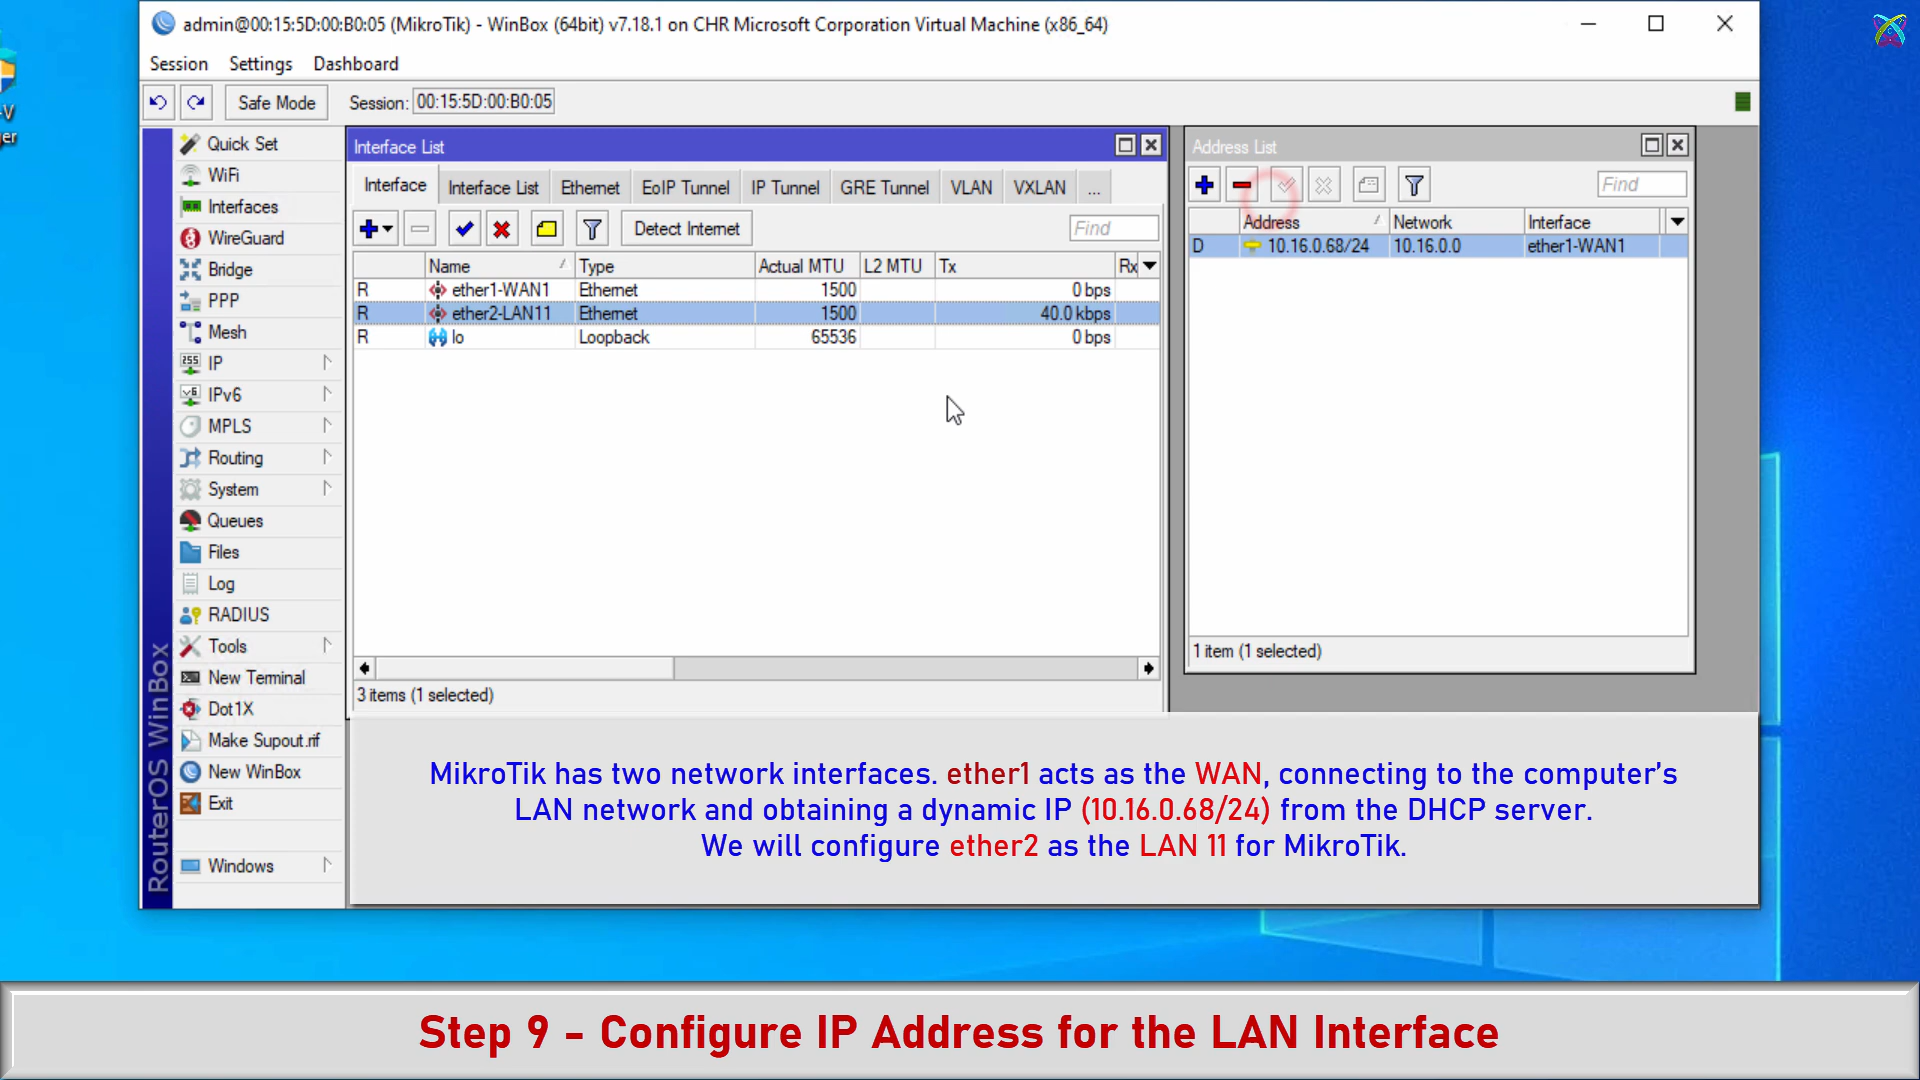 admin@00:15:5D:00:B0:05 (MikroTik) - WinBox (64bit) v7.18.1 on CHR Microsoft Corporation Virtual Machine (x86_64)
Session Settings Dashboard
Safe Mode Session: 00:15:5D:00:B0:05
Quick Set
WiFi
Interfaces
WireGuard
Bridge
PPP
Mesh
IP
IPv6
MPLS
Routing
System
Queues
Files
Log
RADIUS
Tools
New Terminal
Dot1X
Make Supout.rif
New WinBox
Exit
Windows
RouterOS WinBox
Interface List
Interface Interface List Ethernet EoIP Tunnel IP Tunnel GRE Tunnel VLAN VXLAN ...
Detect Internet Find
Name Type Actual MTU L2 MTU Tx Rx
R ether1-WAN1 Ethernet 1500 0 bps
R ether2-LAN11 Ethernet 1500 40.0 kbps
R lo Loopback 65536 0 bps
3 items (1 selected)
Address List
Find
Address Network Interface
D 10.16.0.68/24 10.16.0.0 ether1-WAN1
1 item (1 selected)
MikroTik has two network interfaces. ether1 acts as the WAN, connecting to the computer's
LAN network and obtaining a dynamic IP (10.16.0.68/24) from the DHCP server.
We will configure ether2 as the LAN 11 for MikroTik.
Step 9 - Configure IP Address for the LAN Interface